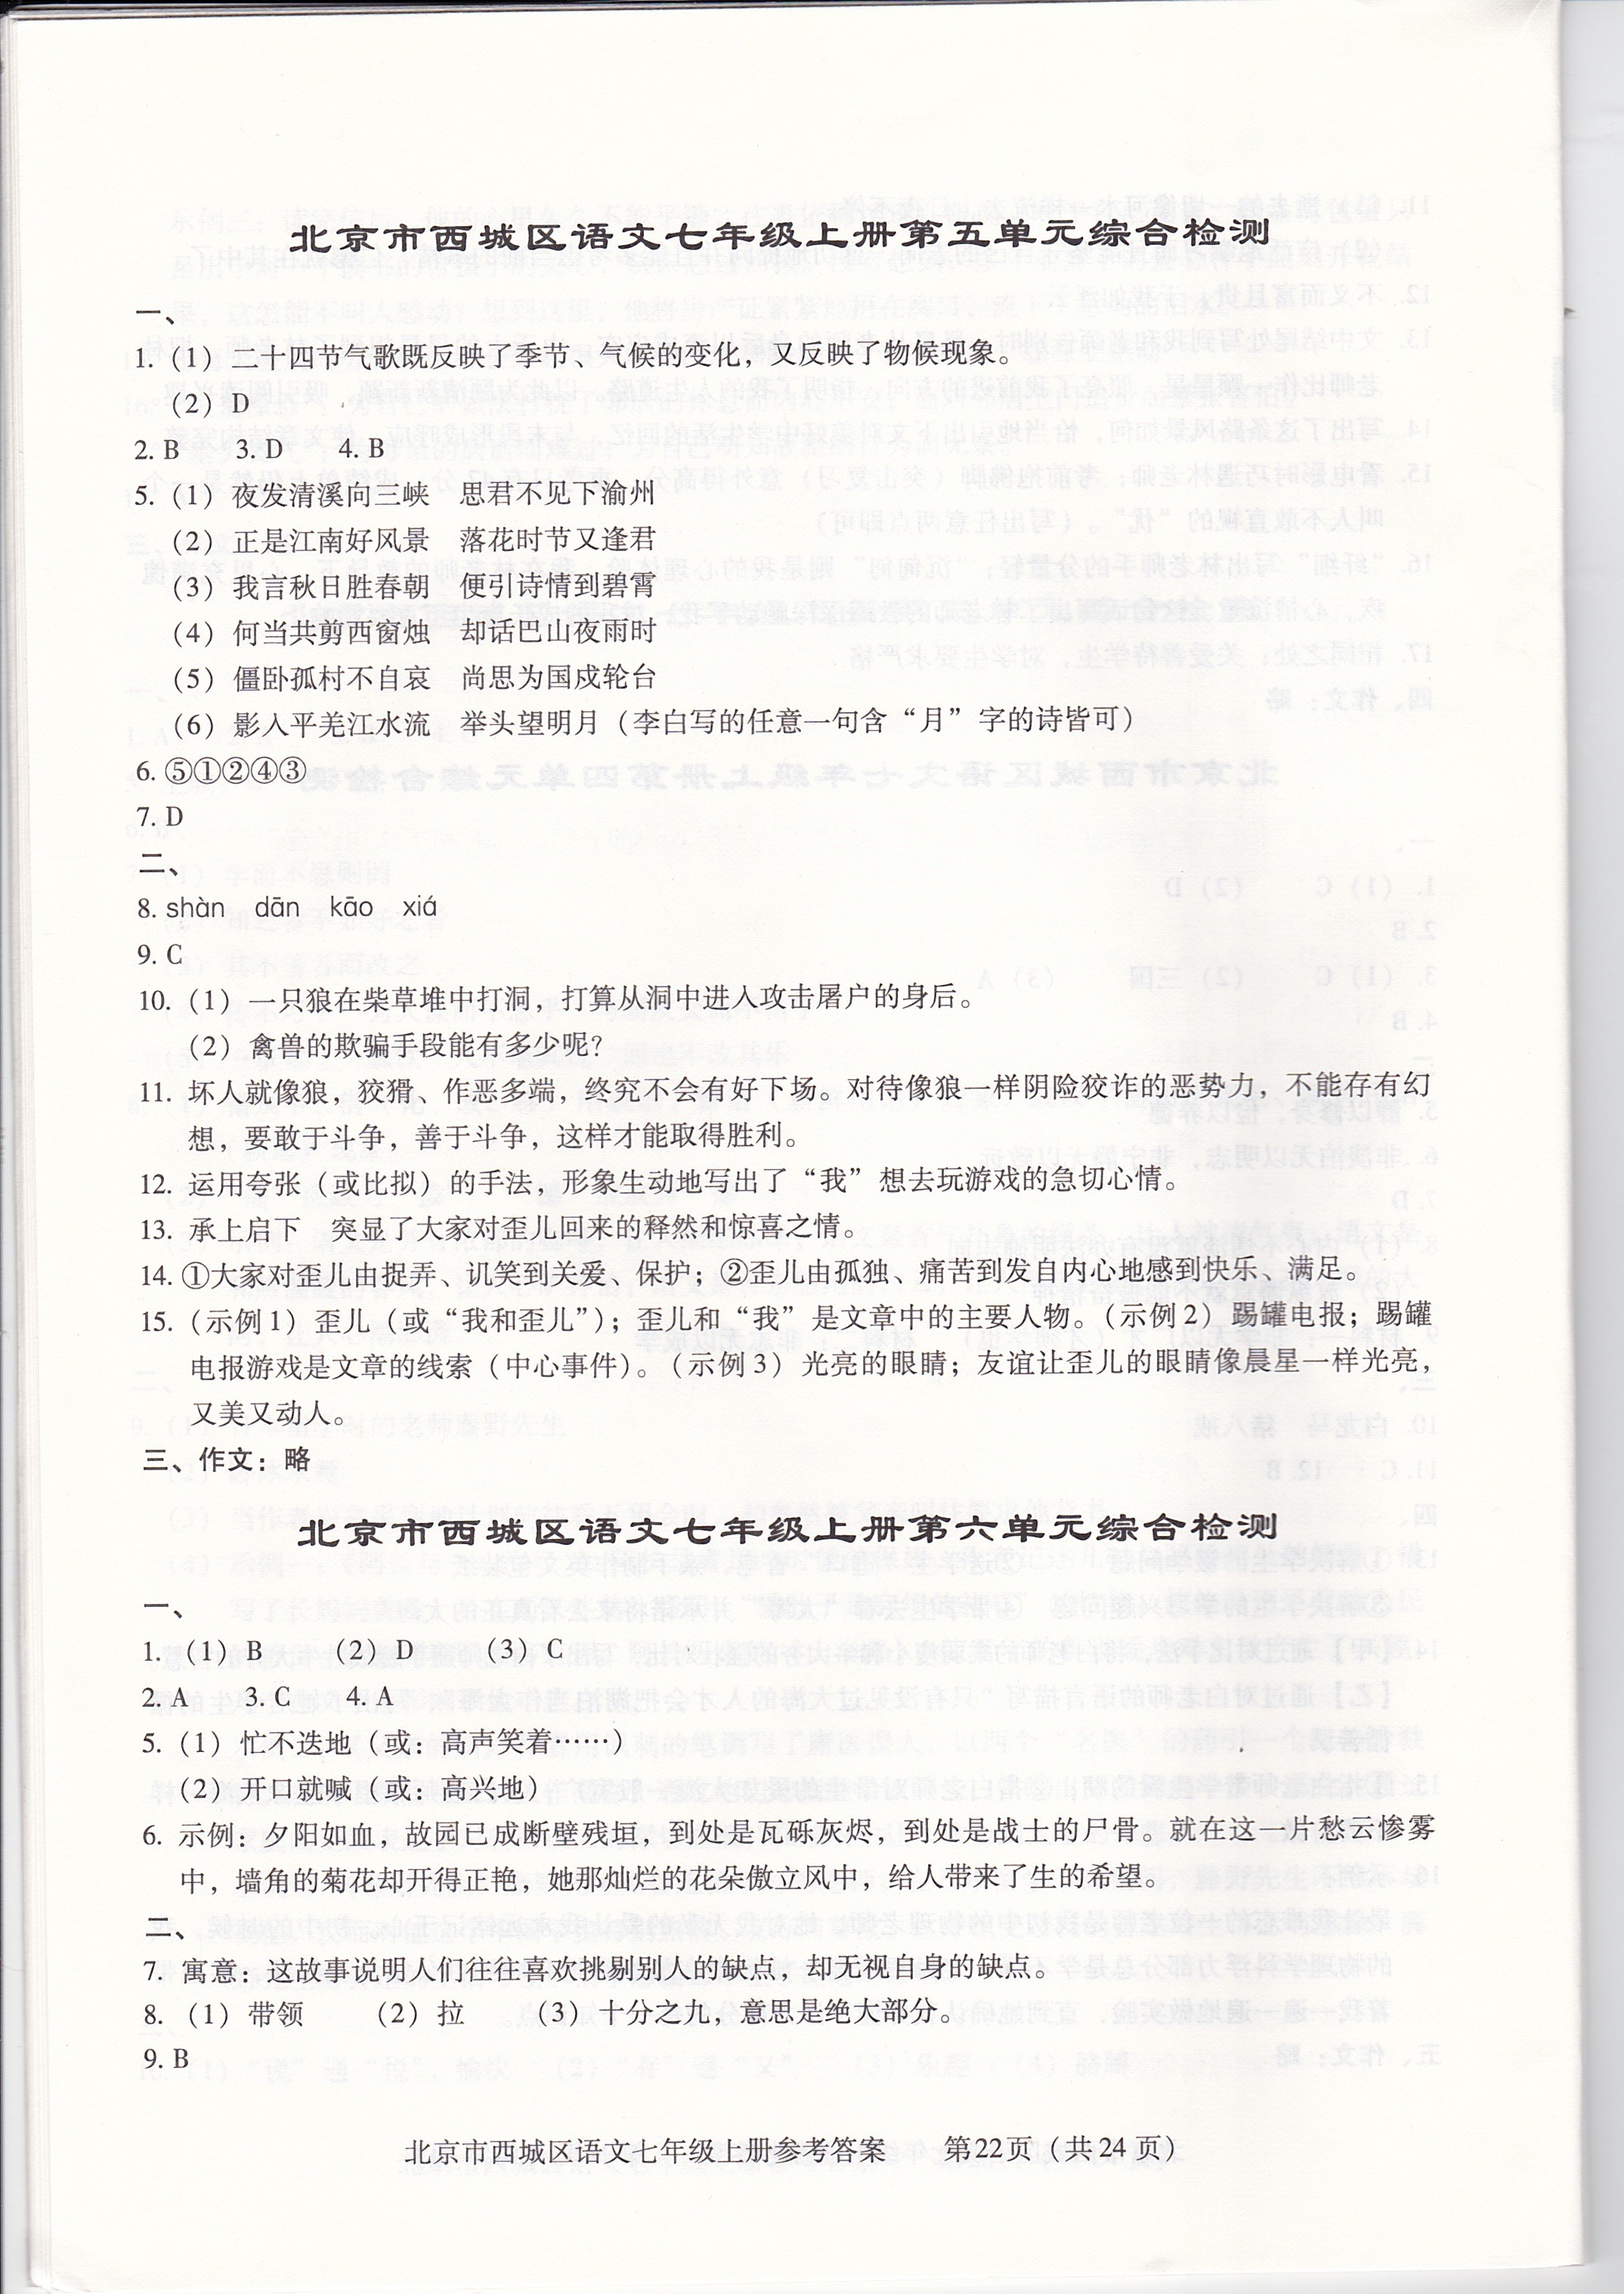 北京市西城区语文七年级上册第五单元综合检测
一、
1.（1）二十四节气歌既反映了季节、气候的变化，又反映了物候现象。
（2）D
2. B 3. D 4. B
5.（1）夜发清溪向三峡 思君不见下渝州
（2）正是江南好风景 落花时节又逢君
（3）我言秋日胜春朝 便引诗情到碧霄
（4）何当共剪西窗烛 却话巴山夜雨时
（5）僵卧孤村不自哀 尚思为国戍轮台
（6）影入平羌江水流 举头望明月（李白写的任意一句含“月”字的诗皆可）
6. ⑤①②④③
7. D
二、
8. shàn dān kāo xiá
9. C
10.（1）一只狼在柴草堆中打洞，打算从洞中进入攻击屠户的身后。
（2）禽兽的欺骗手段能有多少呢？
11. 坏人就像狼，狡猾、作恶多端，终究不会有好下场。对待像狼一样阴险狡诈的恶势力，不能存有幻
想，要敢于斗争，善于斗争，这样才能取得胜利。
12. 运用夸张（或比拟）的手法，形象生动地写出了“我”想去玩游戏的急切心情。
13. 承上启下 突显了大家对歪儿回来的释然和惊喜之情。
14. ①大家对歪儿由捉弄、讥笑到关爱、保护；②歪儿由孤独、痛苦到发自内心地感到快乐、满足。
15.（示例1）歪儿（或“我和歪儿”）；歪儿和“我”是文章中的主要人物。（示例2）踢罐电报；踢罐
电报游戏是文章的线索（中心事件）。（示例3）光亮的眼睛；友谊让歪儿的眼睛像晨星一样光亮，
又美又动人。
三、作文：略
北京市西城区语文七年级上册第六单元综合检测
一、
1.（1）B （2）D （3）C
2. A 3. C 4. A
5.（1）忙不迭地（或：高声笑着……）
（2）开口就喊（或：高兴地）
6. 示例：夕阳如血，故园已成断壁残垣，到处是瓦砾灰烬，到处是战士的尸骨。就在这一片愁云惨雾
中，墙角的菊花却开得正艳，她那灿烂的花朵傲立风中，给人带来了生的希望。
二、
7. 寓意：这故事说明人们往往喜欢挑剔别人的缺点，却无视自身的缺点。
8.（1）带领 （2）拉 （3）十分之九，意思是绝大部分。
9. B
北京市西城区语文七年级上册参考答案 第22页（共24页）